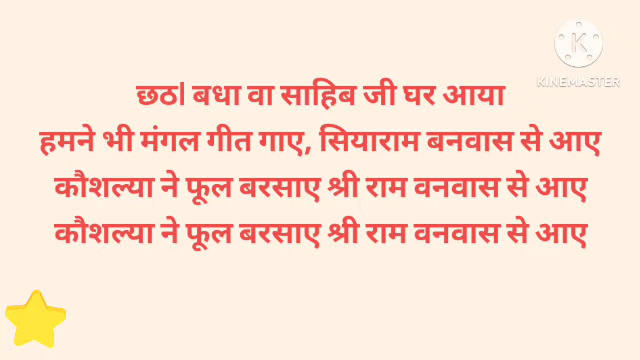 KINEMASTER
छठा बधा वा साहिब जी घर आया
हमने भी मंगल गीत गाए, सियाराम बनवास से आए
कौशल्या ने फूल बरसाए श्री राम वनवास से आए
कौशल्या ने फूल बरसाए श्री राम वनवास से आए